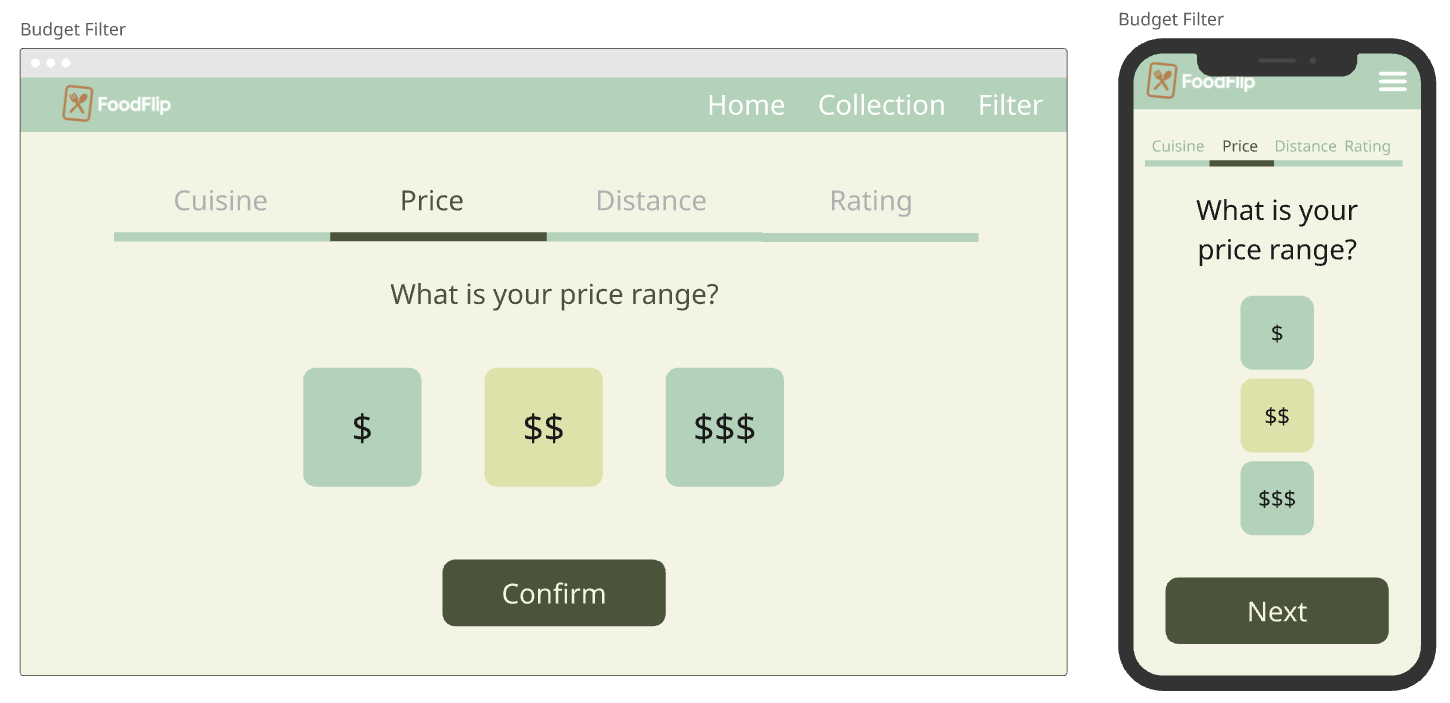 Budget Filter
FoodFlip
Home Collection Filter
Cuisine Price Distance Rating
What is your price range?
$ $$ $$$
Confirm
Budget Filter
FoodFlip
Cuisine Price Distance Rating
What is your
price range?
$
$$
$$$
Next